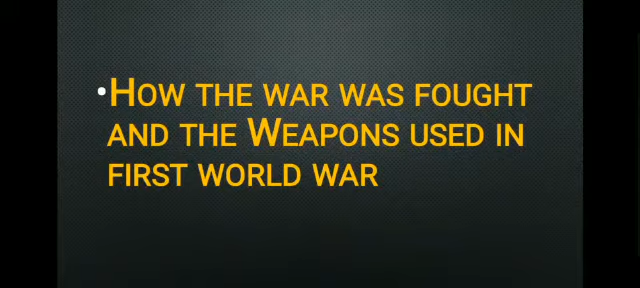 •How the war was fought
and the Weapons used in
first world war